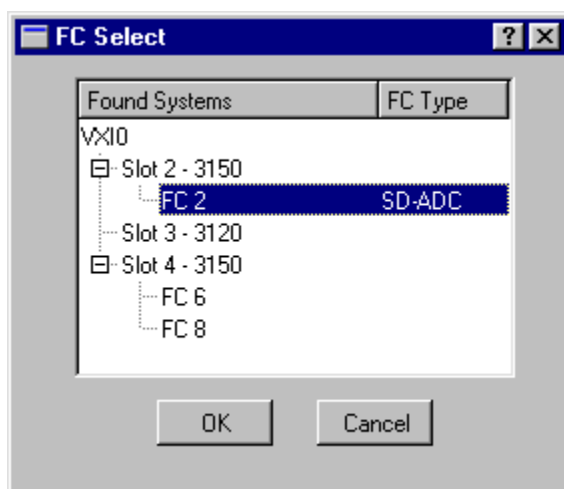 FC Select
Found Systems FC Type
VXI0
Slot 2 - 3150
FC 2 SD-ADC
Slot 3 - 3120
Slot 4 - 3150
FC 6
FC 8
OK Cancel